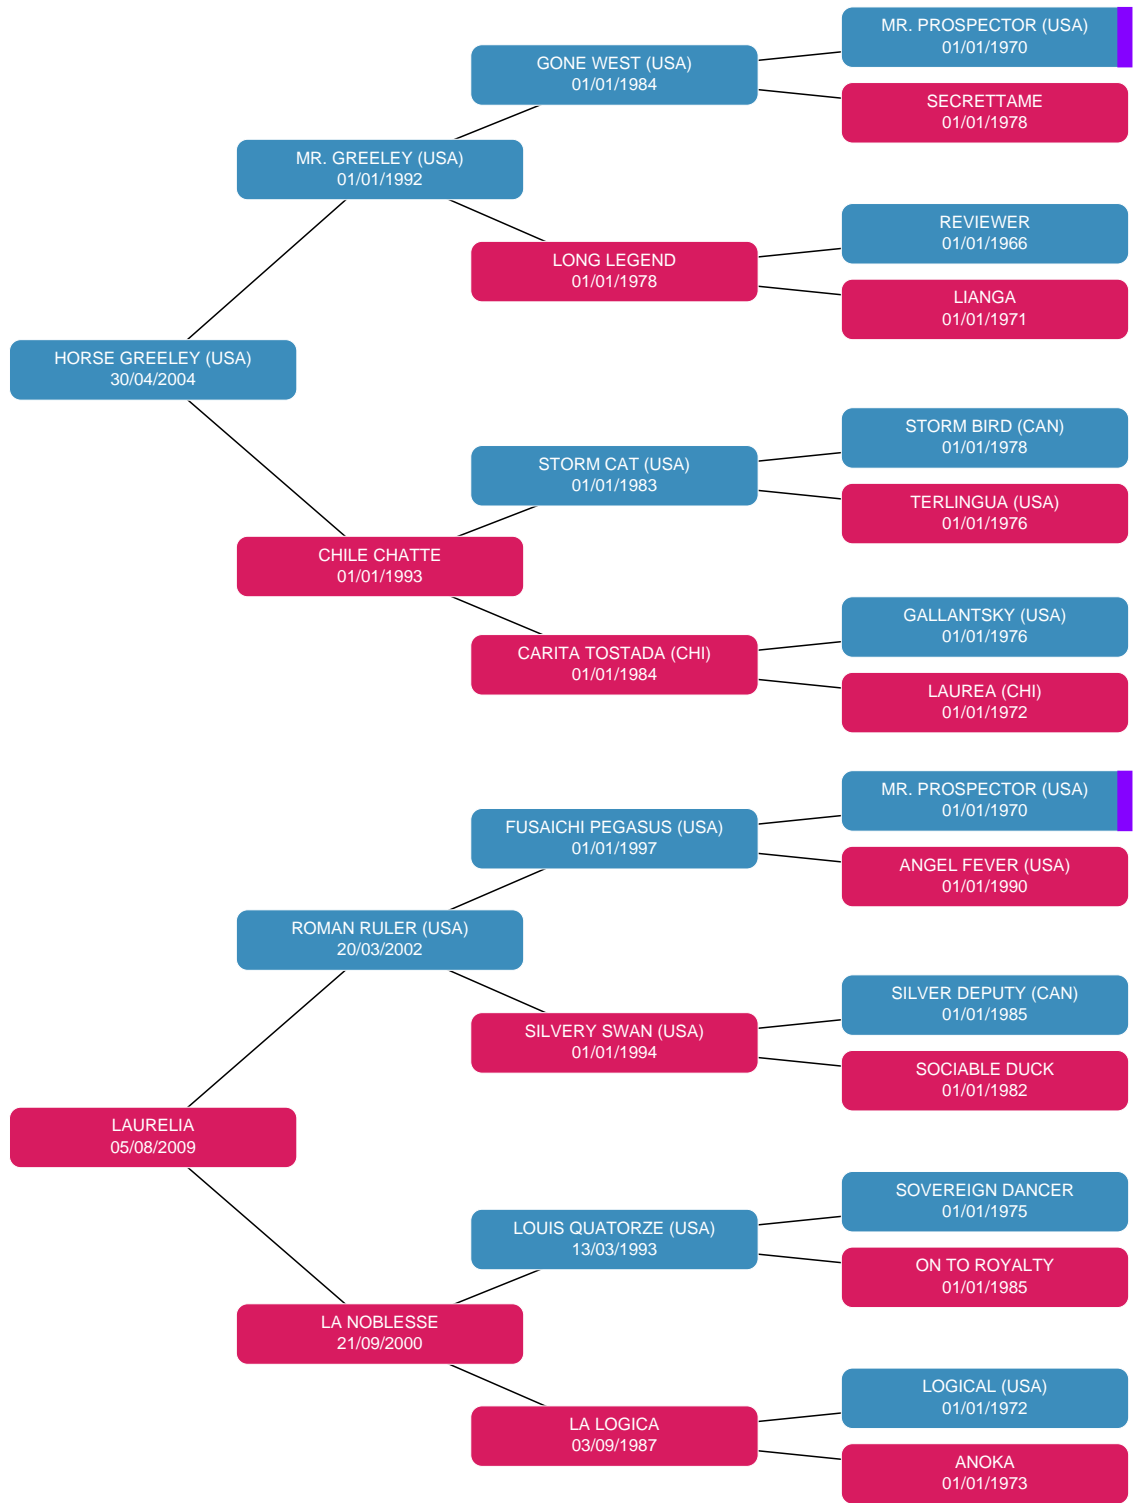 MR. PROSPECTOR (USA)
01/01/1970
GONE WEST (USA)
01/01/1984
SECRETTAME
01/01/1978
MR. GREELEY (USA)
01/01/1992
REVIEWER
01/01/1966
LONG LEGEND
01/01/1978
LIANGA
01/01/1971
HORSE GREELEY (USA)
30/04/2004
STORM BIRD (CAN)
01/01/1978
STORM CAT (USA)
01/01/1983
TERLINGUA (USA)
01/01/1976
CHILE CHATTE
01/01/1993
GALLANTSKY (USA)
01/01/1976
CARITA TOSTADA (CHI)
01/01/1984
LAUREA (CHI)
01/01/1972
MR. PROSPECTOR (USA)
01/01/1970
FUSAICHI PEGASUS (USA)
01/01/1997
ANGEL FEVER (USA)
01/01/1990
ROMAN RULER (USA)
20/03/2002
SILVER DEPUTY (CAN)
01/01/1985
SILVERY SWAN (USA)
01/01/1994
SOCIABLE DUCK
01/01/1982
LAURELIA
05/08/2009
SOVEREIGN DANCER
01/01/1975
LOUIS QUATORZE (USA)
13/03/1993
ON TO ROYALTY
01/01/1985
LA NOBLESSE
21/09/2000
LOGICAL (USA)
01/01/1972
LA LOGICA
03/09/1987
ANOKA
01/01/1973